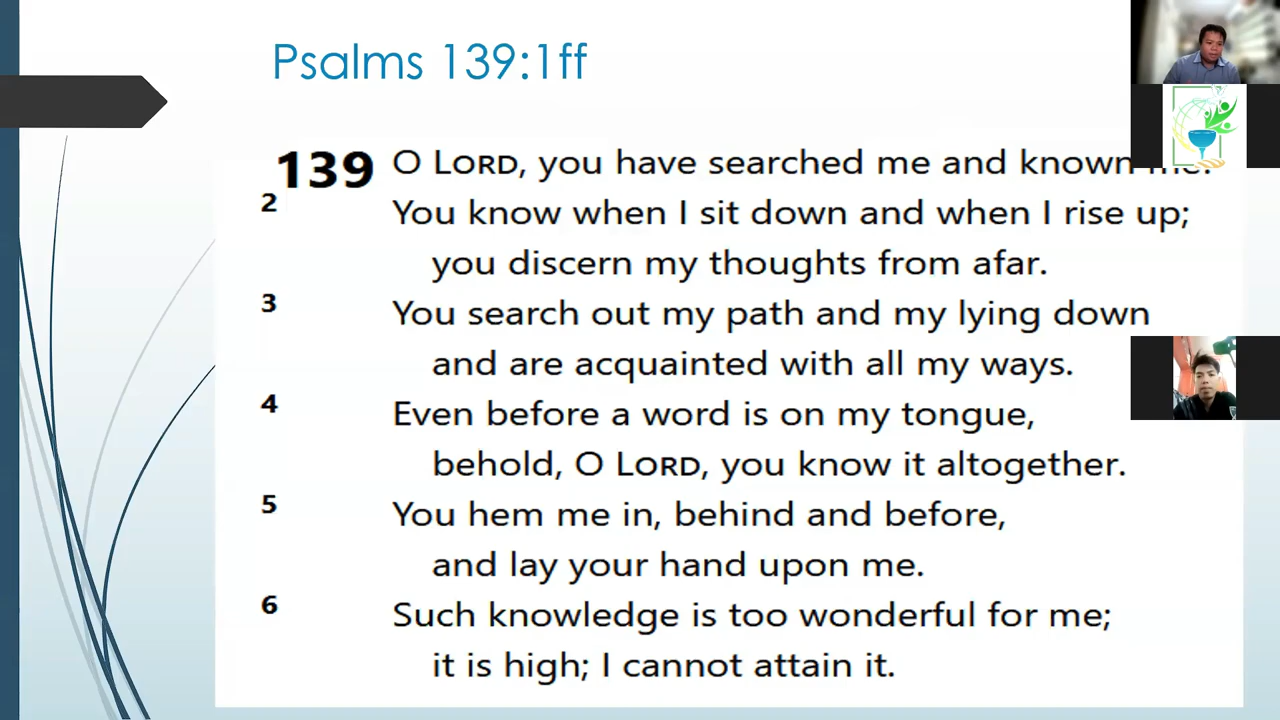 Psalms 139:1ff
139 O LORD, you have searched me and known me.
2 You know when I sit down and when I rise up;
you discern my thoughts from afar.
3 You search out my path and my lying down
and are acquainted with all my ways.
4 Even before a word is on my tongue,
behold, O LORD, you know it altogether.
5 You hem me in, behind and before,
and lay your hand upon me.
6 Such knowledge is too wonderful for me;
it is high; I cannot attain it.